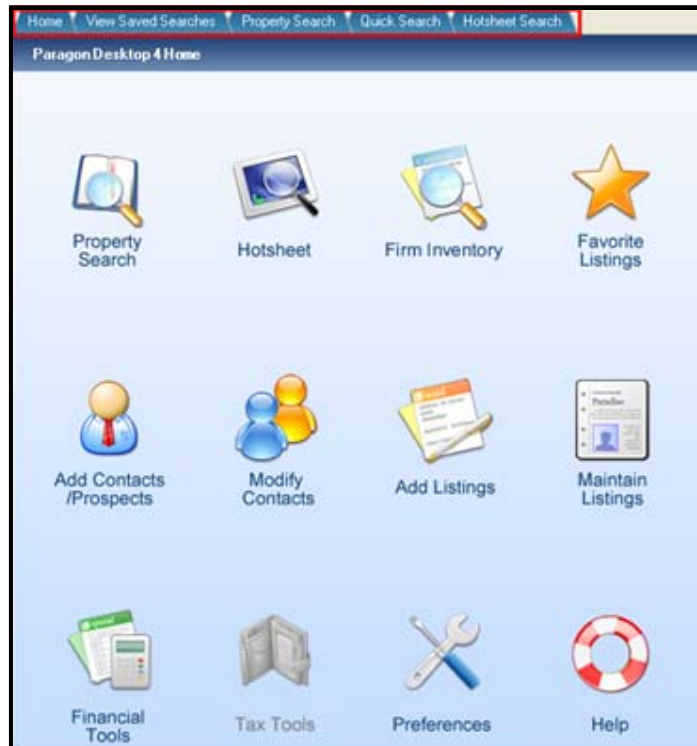 Home View Saved Searches Property Search Quick Search Hotsheet Search
Paragon Desktop 4 Home
Property
Search
Hotsheet
Firm Inventory
Favorite
Listings
Add Contacts
/Prospects
Modify
Contacts
Add Listings
Maintain
Listings
Financial
Tools
Tax Tools
Preferences
Help